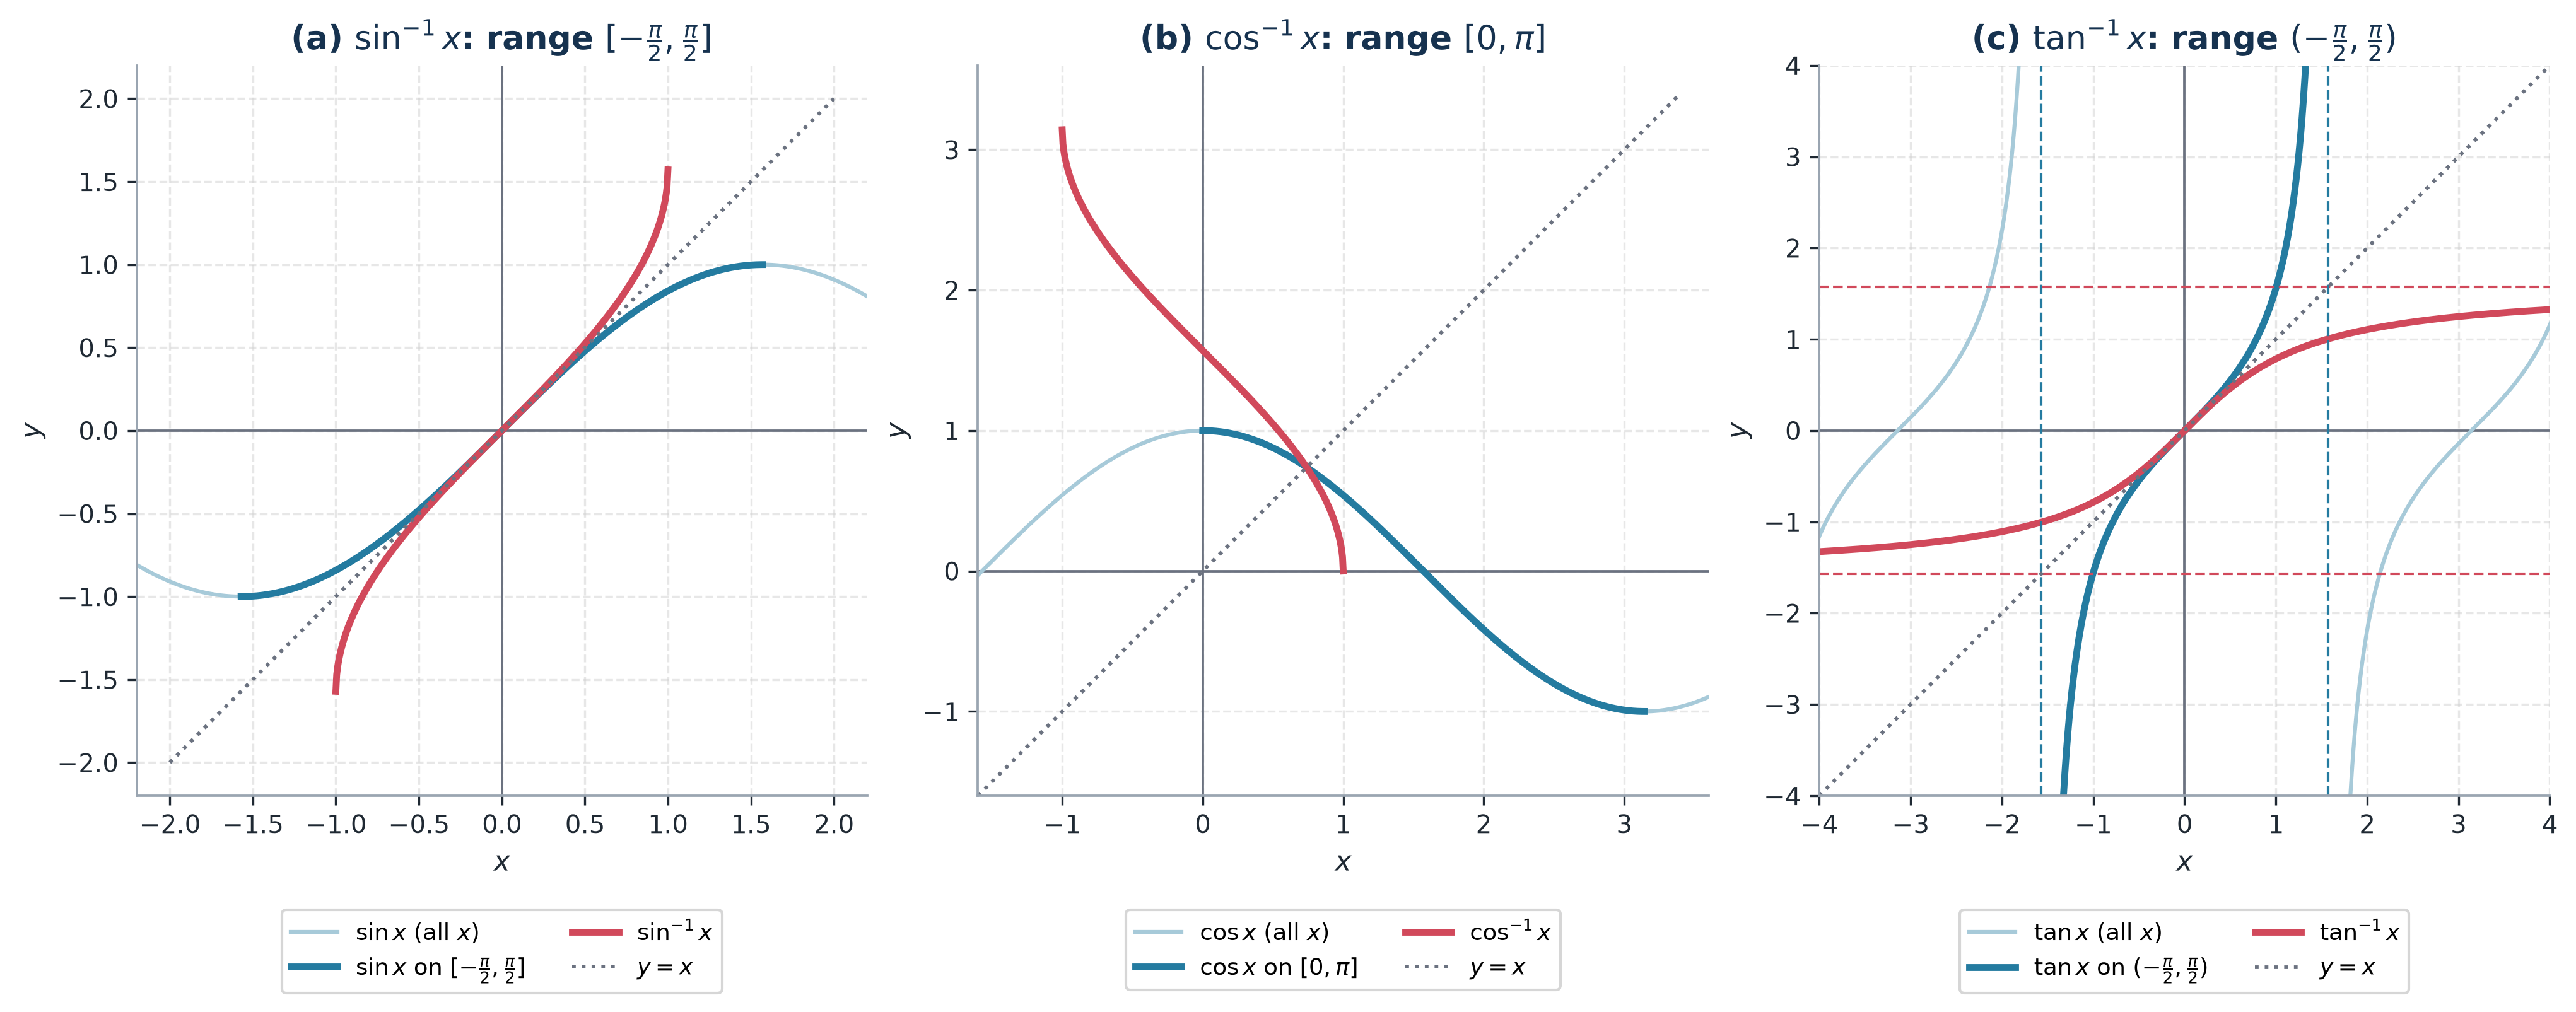 (a) sin⁻¹ x: range [−π/2, π/2]
2.0
1.5
1.0
0.5
0.0
−0.5
−1.0
−1.5
−2.0
y
−2.0 −1.5 −1.0 −0.5 0.0 0.5 1.0 1.5 2.0
x
sin x (all x)
sin x on [−π/2, π/2]
sin⁻¹ x
y = x
(b) cos⁻¹ x: range [0, π]
3
2
1
0
−1
y
−1 0 1 2 3
x
cos x (all x)
cos x on [0, π]
cos⁻¹ x
y = x
(c) tan⁻¹ x: range (−π/2, π/2)
4
3
2
1
0
−1
−2
−3
−4
y
−4 −3 −2 −1 0 1 2 3 4
x
tan x (all x)
tan x on (−π/2, π/2)
tan⁻¹ x
y = x